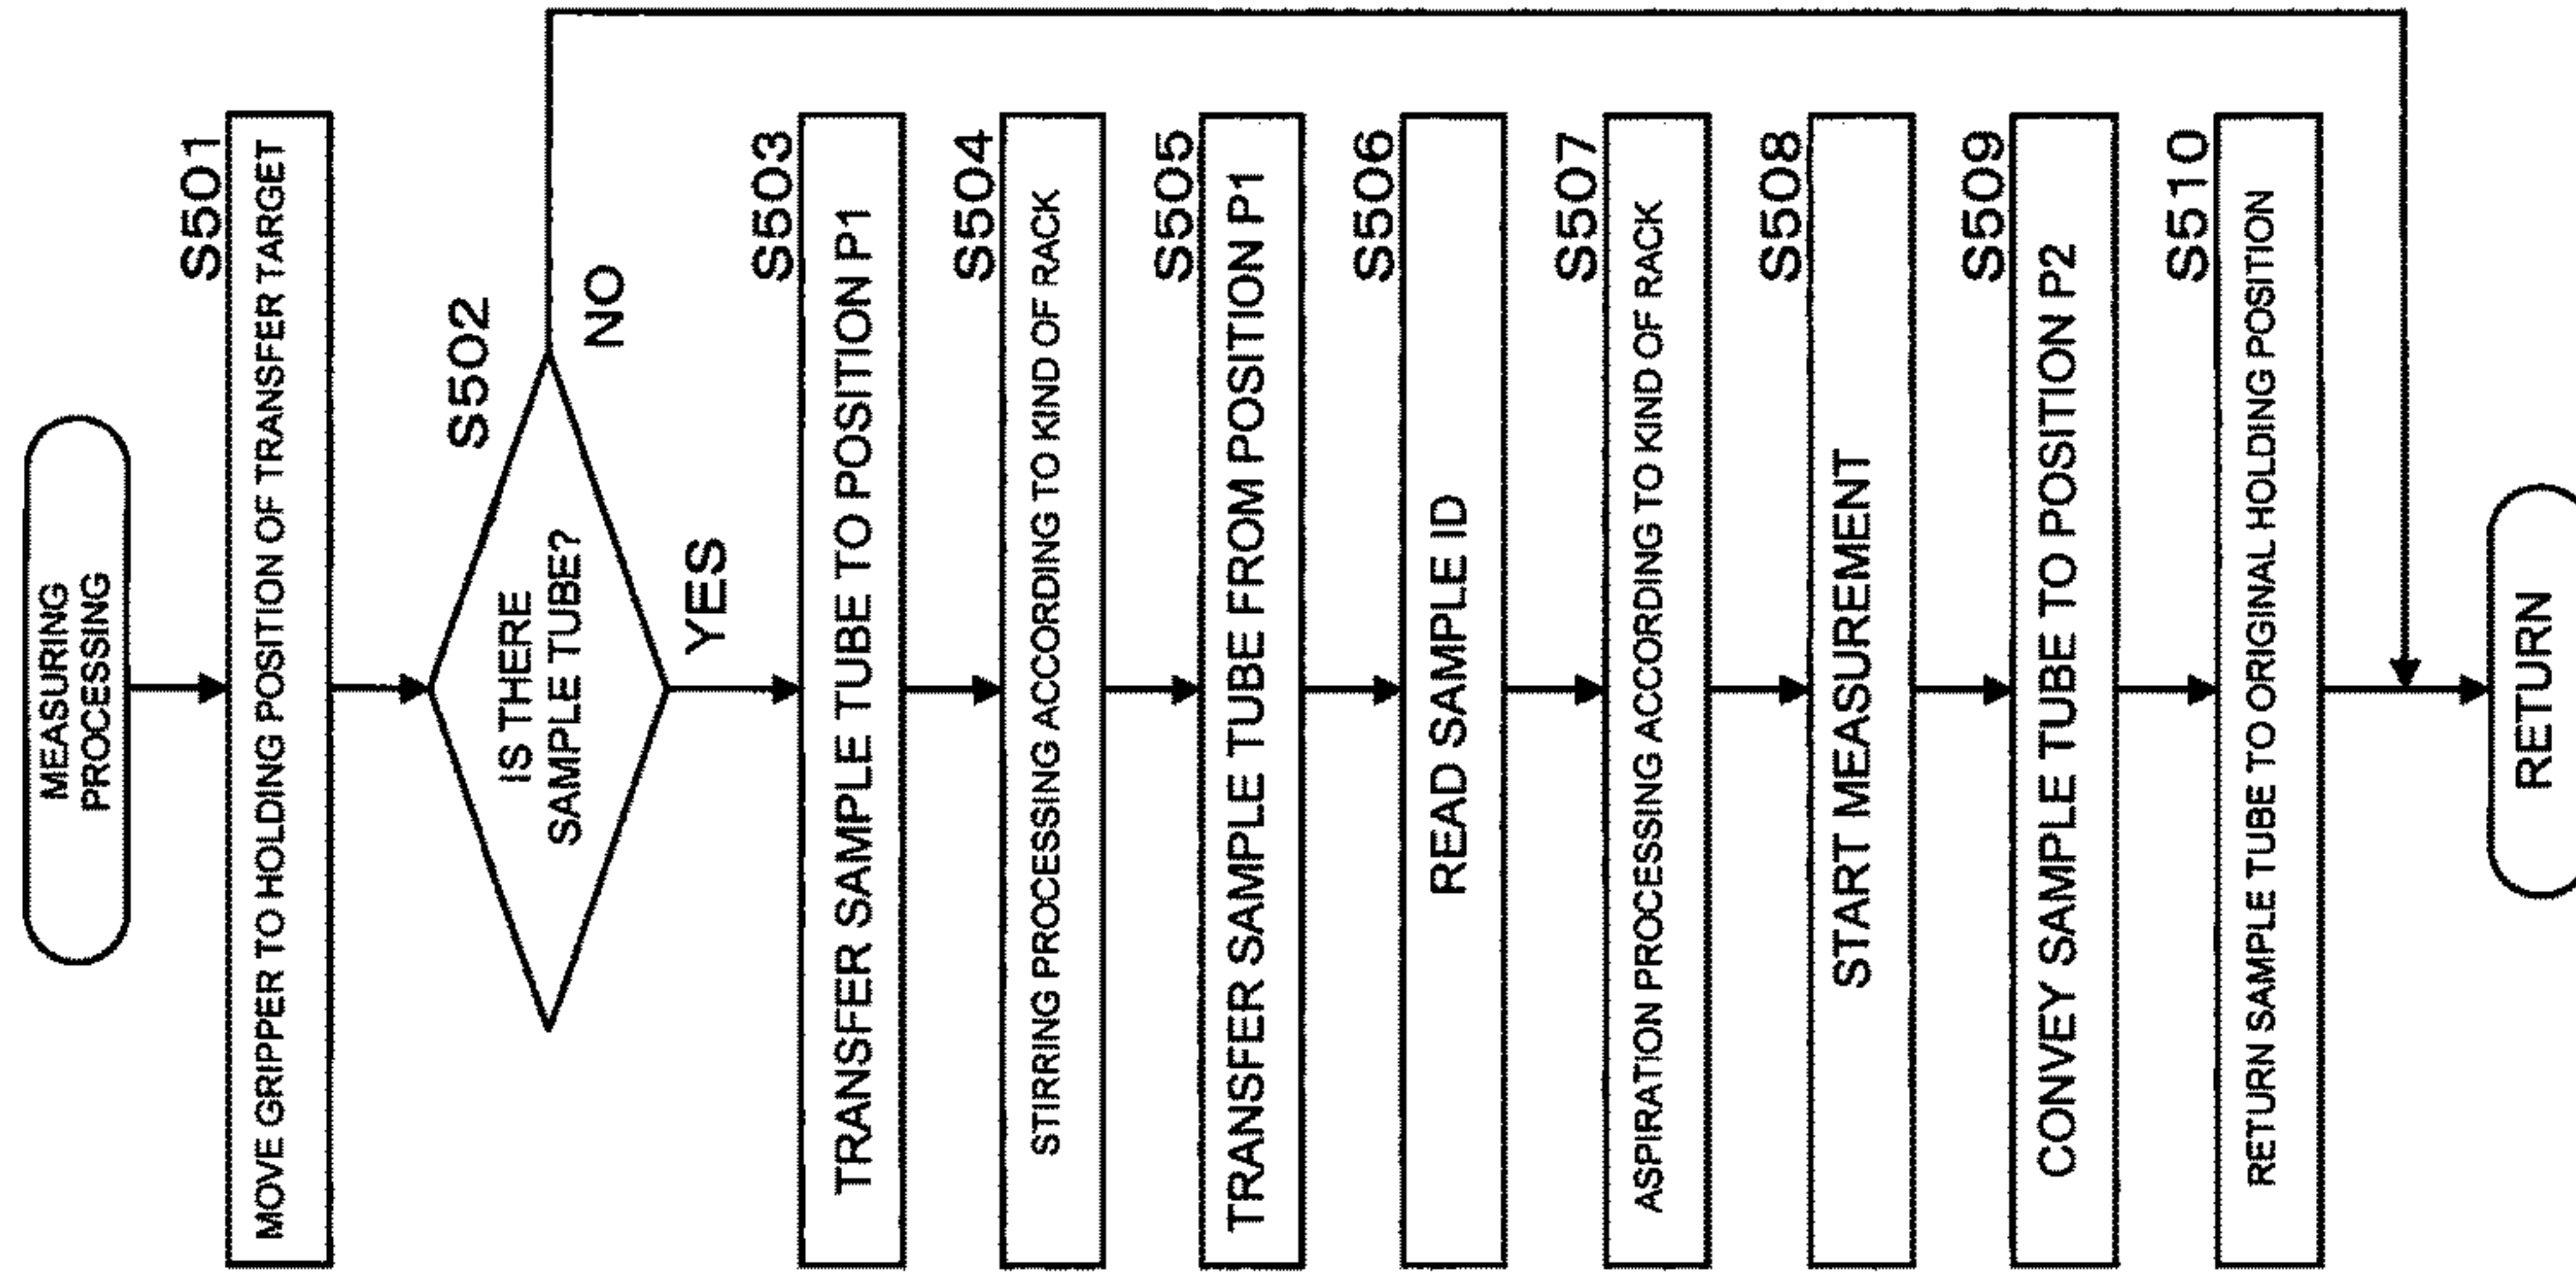 MEASURING
PROCESSING
S501
MOVE GRIPPER TO HOLDING POSITION OF TRANSFER TARGET
S502
IS THERE
SAMPLE TUBE?
NO
YES
S503
TRANSFER SAMPLE TUBE TO POSITION P1
S504
STIRRING PROCESSING ACCORDING TO KIND OF RACK
S505
TRANSFER SAMPLE TUBE FROM POSITION P1
S506
READ SAMPLE ID
S507
ASPIRATION PROCESSING ACCORDING TO KIND OF RACK
S508
START MEASUREMENT
S509
CONVEY SAMPLE TUBE TO POSITION P2
S510
RETURN SAMPLE TUBE TO ORIGINAL HOLDING POSITION
RETURN